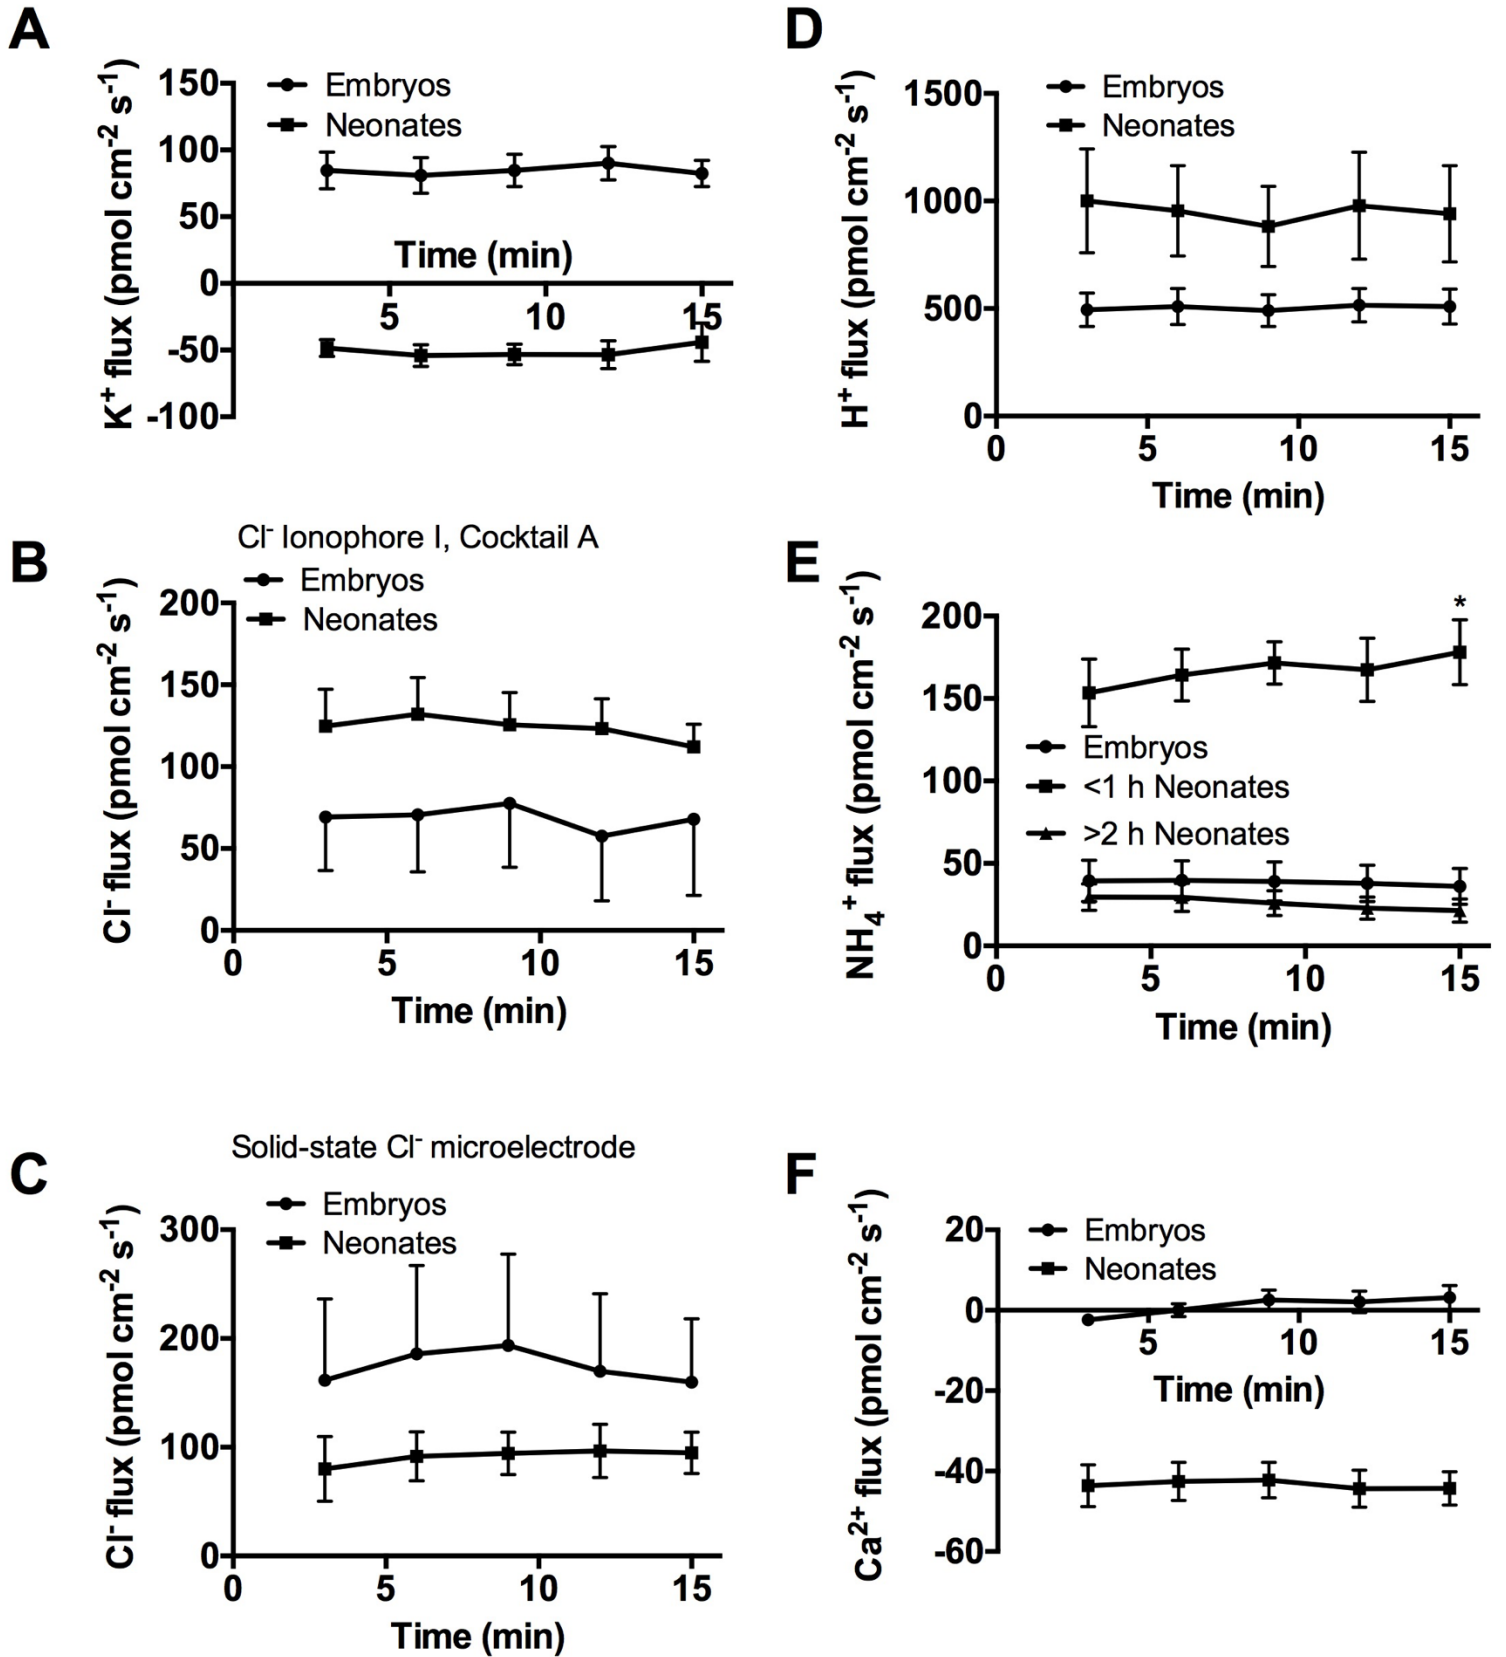 A
K+ flux (pmol cm-2 s-1)
150
100
50
0
-50
-100
Embryos
Neonates
Time (min)
5 10 15
B
Cl- Ionophore I, Cocktail A
Embryos
Neonates
Cl- flux (pmol cm-2 s-1)
200
150
100
50
0
0 5 10 15
Time (min)
C
Solid-state Cl- microelectrode
Embryos
Neonates
Cl- flux (pmol cm-2 s-1)
300
200
100
0
0 5 10 15
Time (min)
D
H+ flux (pmol cm-2 s-1)
1500
1000
500
0
Embryos
Neonates
0 5 10 15
Time (min)
E
NH4+ flux (pmol cm-2 s-1)
200
150
100
50
0
*
Embryos
<1 h Neonates
>2 h Neonates
0 5 10 15
Time (min)
F
Ca2+ flux (pmol cm-2 s-1)
20
0
-20
-40
-60
Embryos
Neonates
5 10 15
Time (min)